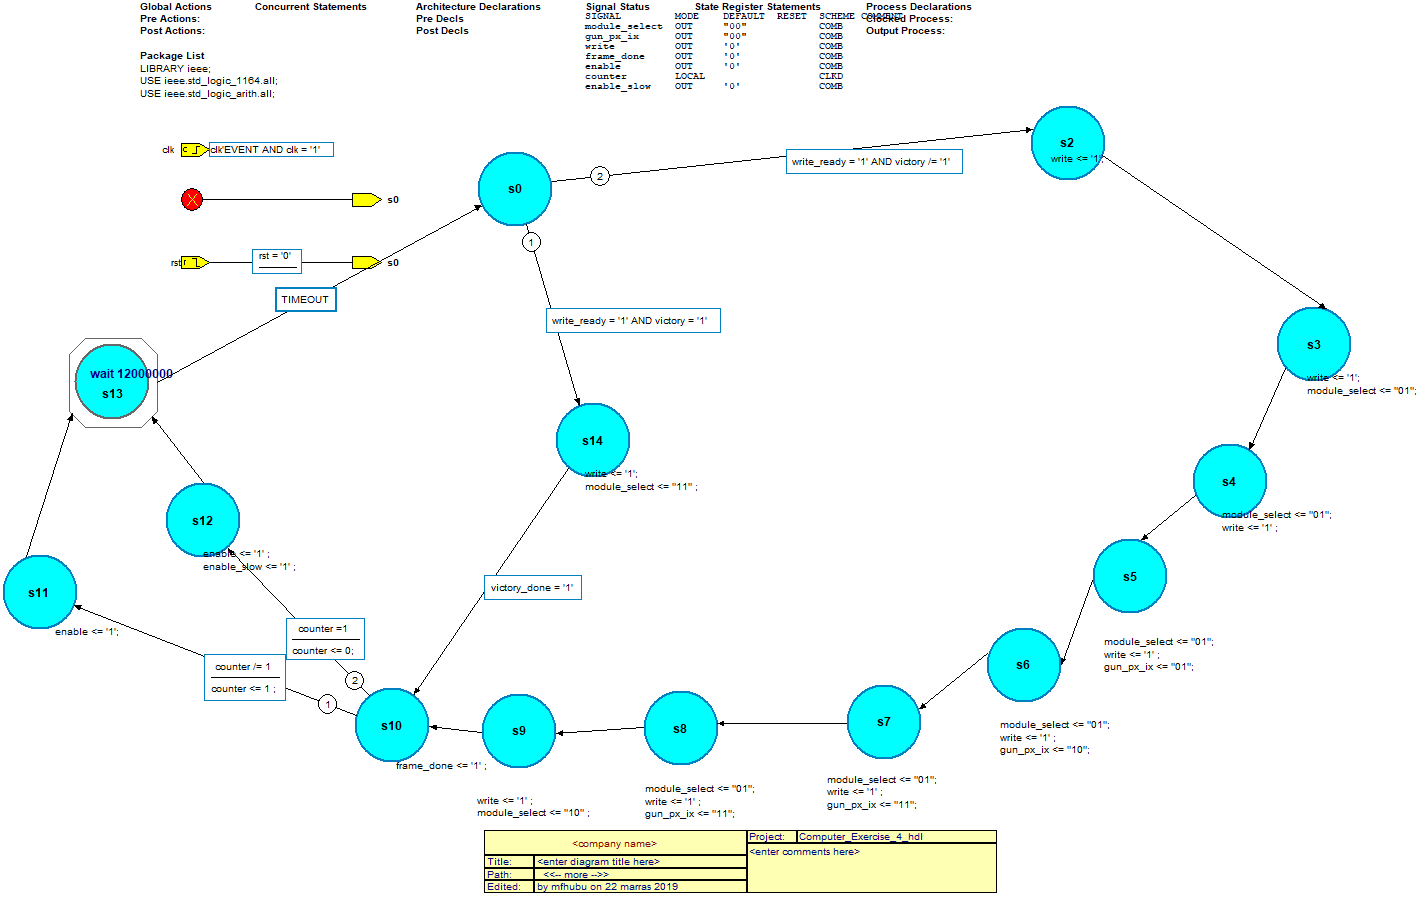 Global Actions
Pre Actions:
Post Actions:
Concurrent Statements
Architecture Declarations
Pre Decls
Post Decls
Signal Status
SIGNAL MODE DEFAULT RESET SCHEME COMMENT
module_select OUT "00" COMB
gun_px_ix OUT "00" COMB
write OUT '0' COMB
frame_done OUT '0' COMB
enable OUT '0' COMB
counter LOCAL CLKD
enable_slow OUT '0' COMB
State Register Statements
Process Declarations
Clocked Process:
Output Process:
Package List
LIBRARY ieee;
USE ieee.std_logic_1164.all;
USE ieee.std_logic_arith.all;
clk
c
clk'EVENT AND clk = '1'
s0
rst
r
rst = '0'
s0
TIMEOUT
s0
2
write_ready = '1' AND victory /= '1'
s2
write <= '1';
1
write_ready = '1' AND victory = '1'
s3
write <= '1';
module_select <= "01";
wait 12000000
s13
s14
write <= '1';
module_select <= "11" ;
s4
module_select <= "01";
write <= '1' ;
s12
enable <= '1' ;
enable_slow <= '1' ;
s5
module_select <= "01";
write <= '1' ;
gun_px_ix <= "01";
s11
enable <= '1';
victory_done = '1'
counter =1
counter <= 0;
2
counter /= 1
counter <= 1 ;
1
s6
module_select <= "01";
write <= '1' ;
gun_px_ix <= "10";
s10
frame_done <= '1' ;
s9
write <= '1' ;
module_select <= "10" ;
s8
module_select <= "01";
write <= '1' ;
gun_px_ix <= "11";
s7
module_select <= "01";
write <= '1' ;
gun_px_ix <= "11";
<company name>
Title: <enter diagram title here>
Path: <<-- more -->>
Edited: by mfhubu on 22 marras 2019
Project: Computer_Exercise_4_hdl
<enter comments here>